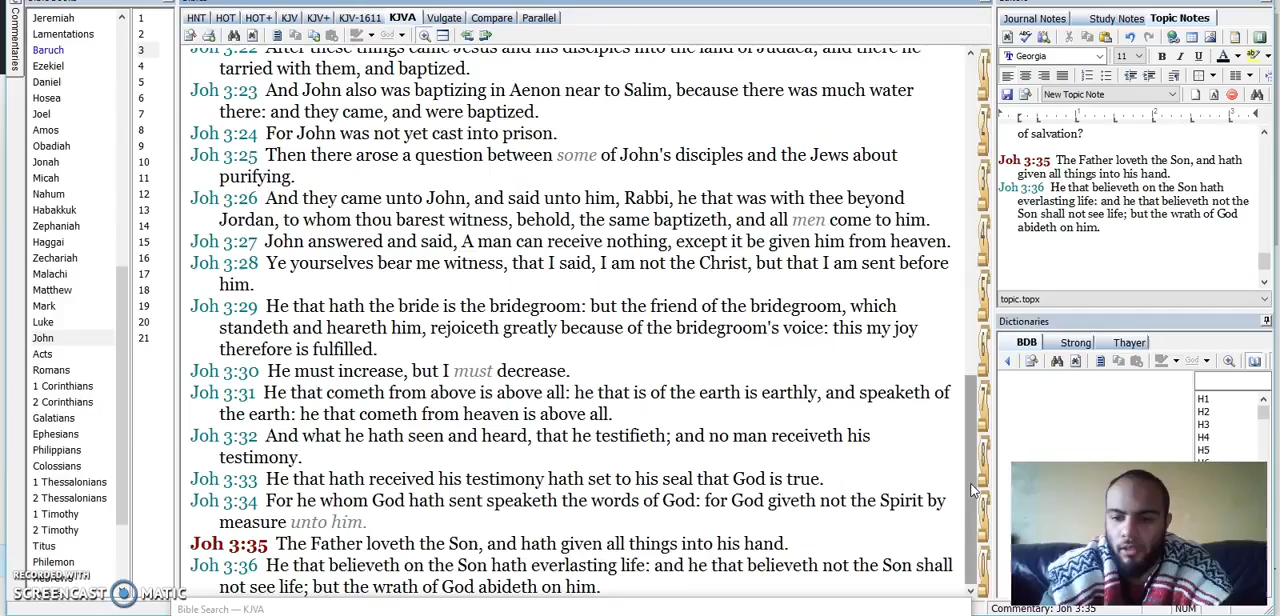 Commentaries
Jeremiah
Lamentations
Baruch
Ezekiel
Daniel
Hosea
Joel
Amos
Obadiah
Jonah
Micah
Nahum
Habakkuk
Zephaniah
Haggai
Zechariah
Malachi
Matthew
Mark
Luke
John
Acts
Romans
1 Corinthians
2 Corinthians
Galatians
Ephesians
Philippians
Colossians
1 Thessalonians
2 Thessalonians
1 Timothy
2 Timothy
Titus
Philemon
RECORDED WITH
SCREENCAST MATIC
1
2
3
4
5
6
7
8
9
10
11
12
13
14
15
16
17
18
19
20
21
HNT HOT HOT+ KJV KJV+ KJV-1611 KJVA Vulgate Compare Parallel
Joh 3:22 After these things came Jesus and his disciples into the land of Judaea; and there he
tarried with them, and baptized.
Joh 3:23 And John also was baptizing in Aenon near to Salim, because there was much water
there: and they came, and were baptized.
Joh 3:24 For John was not yet cast into prison.
Joh 3:25 Then there arose a question between some of John's disciples and the Jews about
purifying.
Joh 3:26 And they came unto John, and said unto him, Rabbi, he that was with thee beyond
Jordan, to whom thou barest witness, behold, the same baptizeth, and all men come to him.
Joh 3:27 John answered and said, A man can receive nothing, except it be given him from heaven.
Joh 3:28 Ye yourselves bear me witness, that I said, I am not the Christ, but that I am sent before
him.
Joh 3:29 He that hath the bride is the bridegroom: but the friend of the bridegroom, which
standeth and heareth him, rejoiceth greatly because of the bridegroom's voice: this my joy
therefore is fulfilled.
Joh 3:30 He must increase, but I must decrease.
Joh 3:31 He that cometh from above is above all: he that is of the earth is earthly, and speaketh of
the earth: he that cometh from heaven is above all.
Joh 3:32 And what he hath seen and heard, that he testifieth; and no man receiveth his
testimony.
Joh 3:33 He that hath received his testimony hath set to his seal that God is true.
Joh 3:34 For he whom God hath sent speaketh the words of God: for God giveth not the Spirit by
measure unto him.
Joh 3:35 The Father loveth the Son, and hath given all things into his hand.
Joh 3:36 He that believeth on the Son hath everlasting life: and he that believeth not the Son shall
not see life; but the wrath of God abideth on him.
Bible Search — KJVA
Journal Notes Study Notes Topic Notes
Georgia 11 B I U A ab
New Topic Note
of salvation?
Joh 3:35 The Father loveth the Son, and hath
given all things into his hand.
Joh 3:36 He that believeth on the Son hath
everlasting life: and he that believeth not the
Son shall not see life; but the wrath of God
abideth on him.
topic.topx
Dictionaries
BDB Strong Thayer
God
H1
H2
H3
H4
H5
Commentary: Joh 3:35 NUM